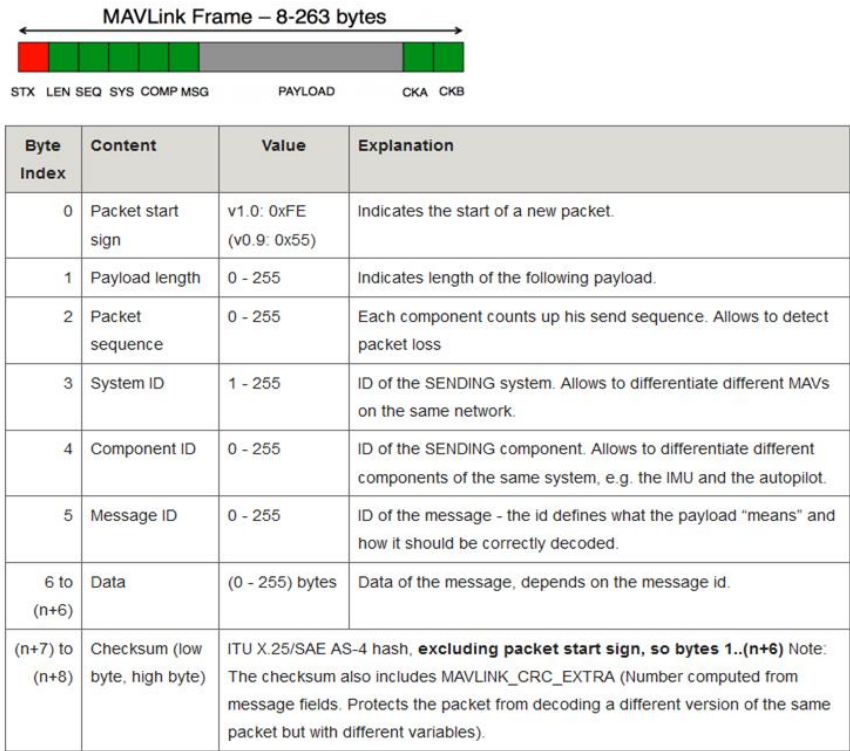 MAVLink Frame – 8-263 bytes
STX LEN SEQ SYS COMP MSG PAYLOAD CKA CKB
Byte Index Content Value Explanation
0 Packet start sign v1.0: 0xFE (v0.9: 0x55) Indicates the start of a new packet.
1 Payload length 0 - 255 Indicates length of the following payload.
2 Packet sequence 0 - 255 Each component counts up his send sequence. Allows to detect
packet loss
3 System ID 1 - 255 ID of the SENDING system. Allows to differentiate different MAVs
on the same network.
4 Component ID 0 - 255 ID of the SENDING component. Allows to differentiate different
components of the same system, e.g. the IMU and the autopilot.
5 Message ID 0 - 255 ID of the message - the id defines what the payload “means” and
how it should be correctly decoded.
6 to (n+6) Data (0 - 255) bytes Data of the message, depends on the message id.
(n+7) to (n+8) Checksum (low byte, high byte) ITU X.25/SAE AS-4 hash, excluding packet start sign, so bytes 1..(n+6) Note:
The checksum also includes MAVLINK_CRC_EXTRA (Number computed from
message fields. Protects the packet from decoding a different version of the same
packet but with different variables).